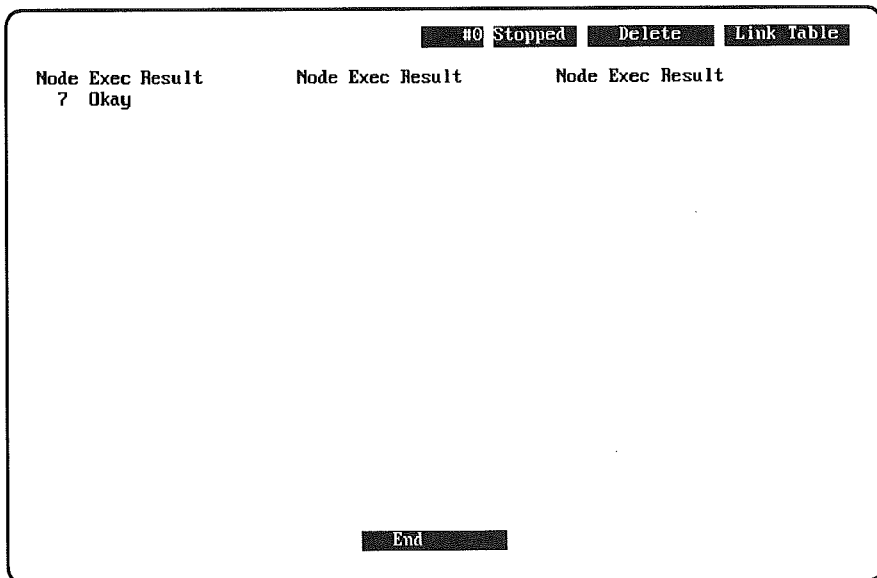 #0 Stopped Delete Link Table
Node Exec Result Node Exec Result Node Exec Result
7 Okay
End